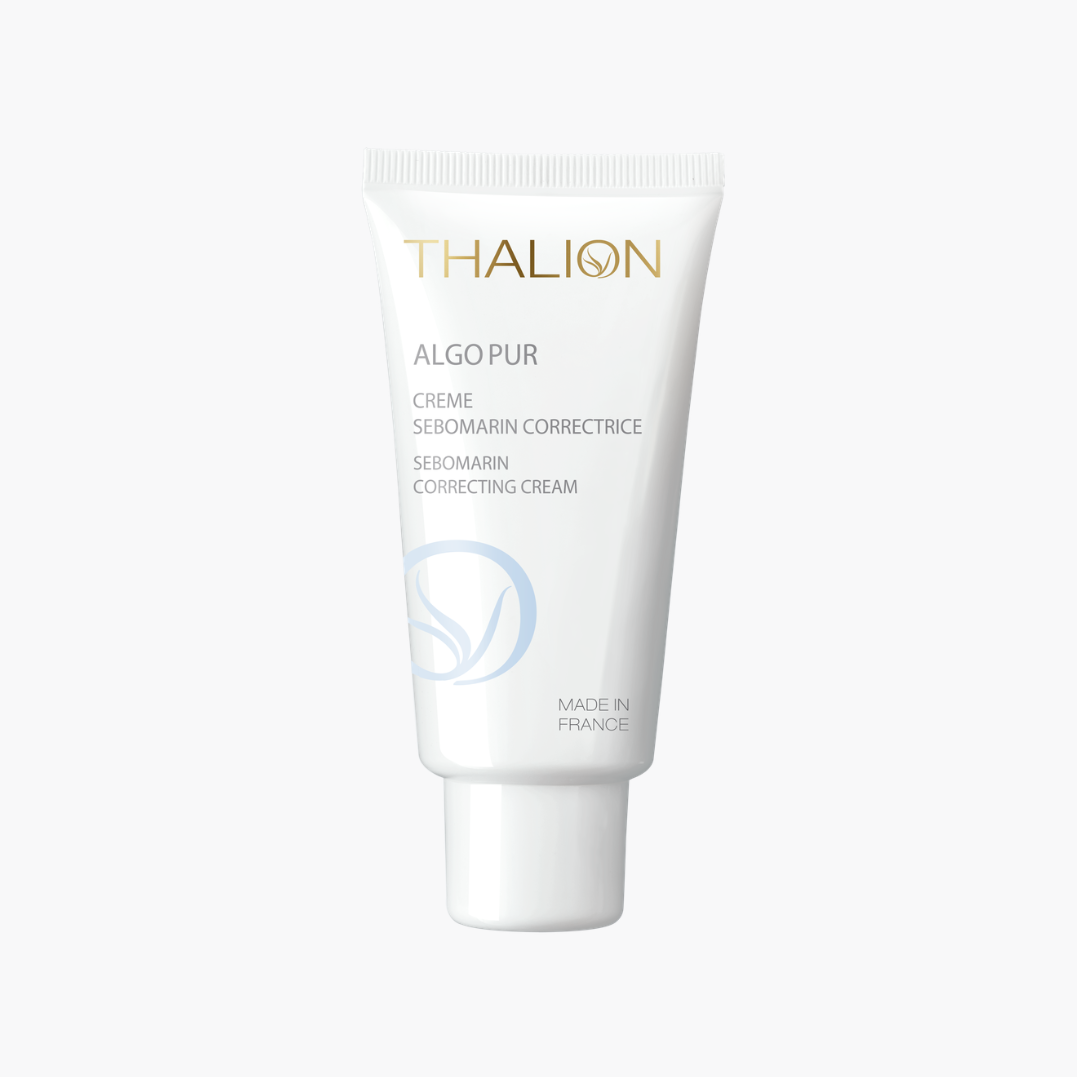 THALION
ALGO PUR
CREME
SEBOMARIN CORRECTRICE
SEBOMARIN
CORRECTING CREAM
MADE IN
FRANCE